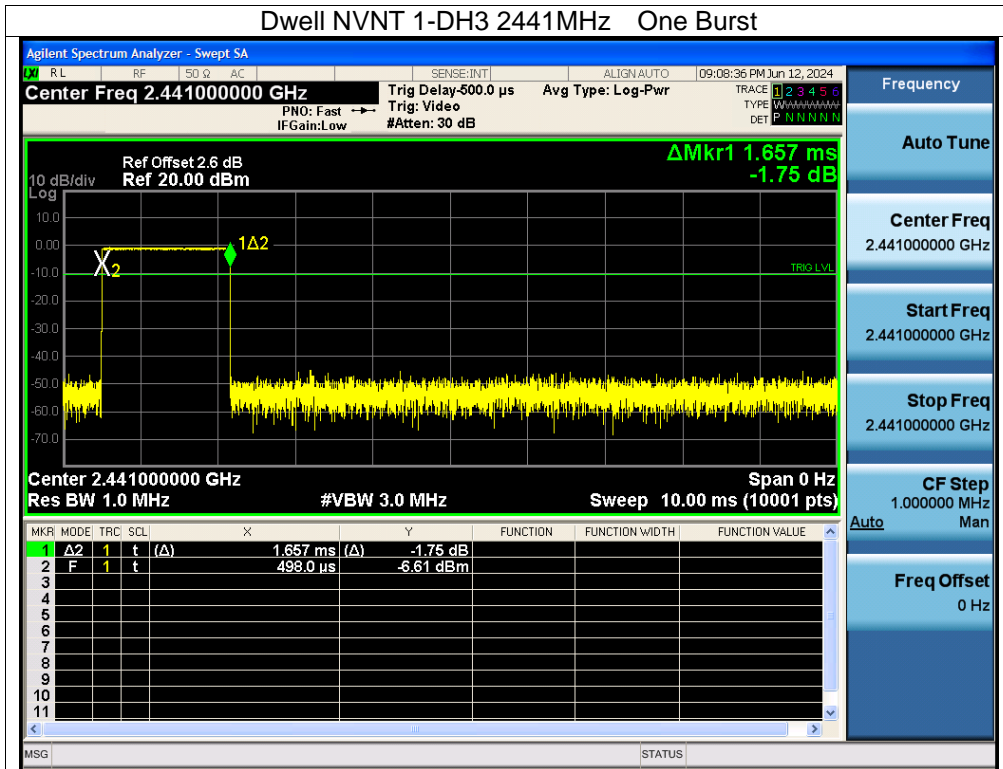 Dwell NVNT 1-DH3 2441MHz One Burst
Agilent Spectrum Analyzer - Swept SA
LXI RL RF 50 Ω AC SENSE:INT ALIGN AUTO 09:08:36 PM Jun 12, 2024
Center Freq 2.441000000 GHz Trig Delay-500.0 µs Avg Type: Log-Pwr TRACE 1 2 3 4 5 6
PNO: Fast Trig: Video TYPE WWWWWW
IFGain:Low #Atten: 30 dB DET P N N N N N
Ref Offset 2.6 dB ΔMkr1 1.657 ms
10 dB/div Ref 20.00 dBm -1.75 dB
Log
10.0
0.00 1Δ2
X2
-10.0 TRIG LVL
-20.0
-30.0
-40.0
-50.0
-60.0
-70.0
Center 2.441000000 GHz Span 0 Hz
Res BW 1.0 MHz #VBW 3.0 MHz Sweep 10.00 ms (10001 pts)
MKR MODE TRC SCL X Y FUNCTION FUNCTION WIDTH FUNCTION VALUE
1 Δ2 1 t (Δ) 1.657 ms (Δ) -1.75 dB
2 F 1 t 498.0 µs -6.61 dBm
3
4
5
6
7
8
9
10
11
MSG STATUS
Frequency
Auto Tune
Center Freq
2.441000000 GHz
Start Freq
2.441000000 GHz
Stop Freq
2.441000000 GHz
CF Step
1.000000 MHz
Auto Man
Freq Offset
0 Hz